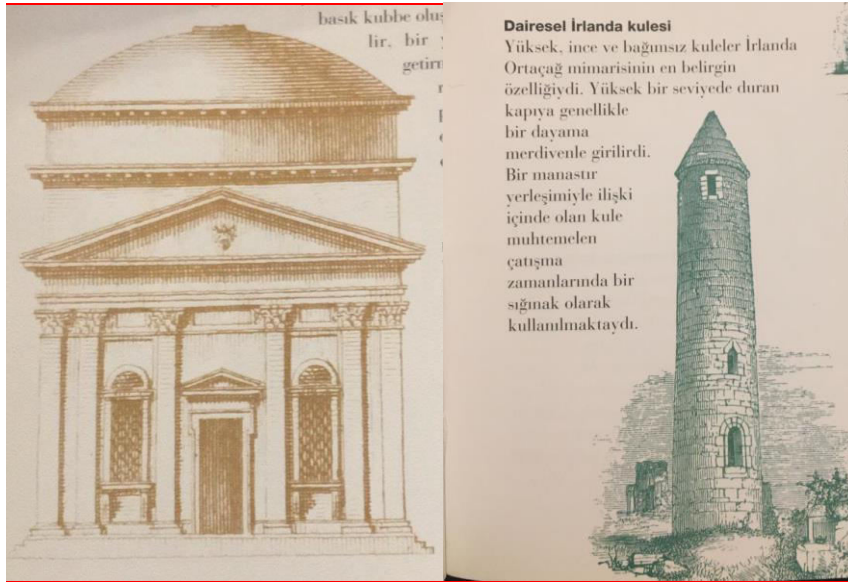 basık kubbe
lir, bir
Dairesel İrlanda kulesi
Yüksek, ince ve bağımsız kuleler İrlanda
Ortaçağ mimarisinin en belirgin
özelliğiydi. Yüksek bir seviyede duran
kapıya genellikle
bir dayama
merdivenle girilirdi.
Bir manastır
yerleşimiyle ilişki
içinde olan kule
muhtemelen
çatışma
zamanlarında bir
sığınak olarak
kullanılmaktaydı.